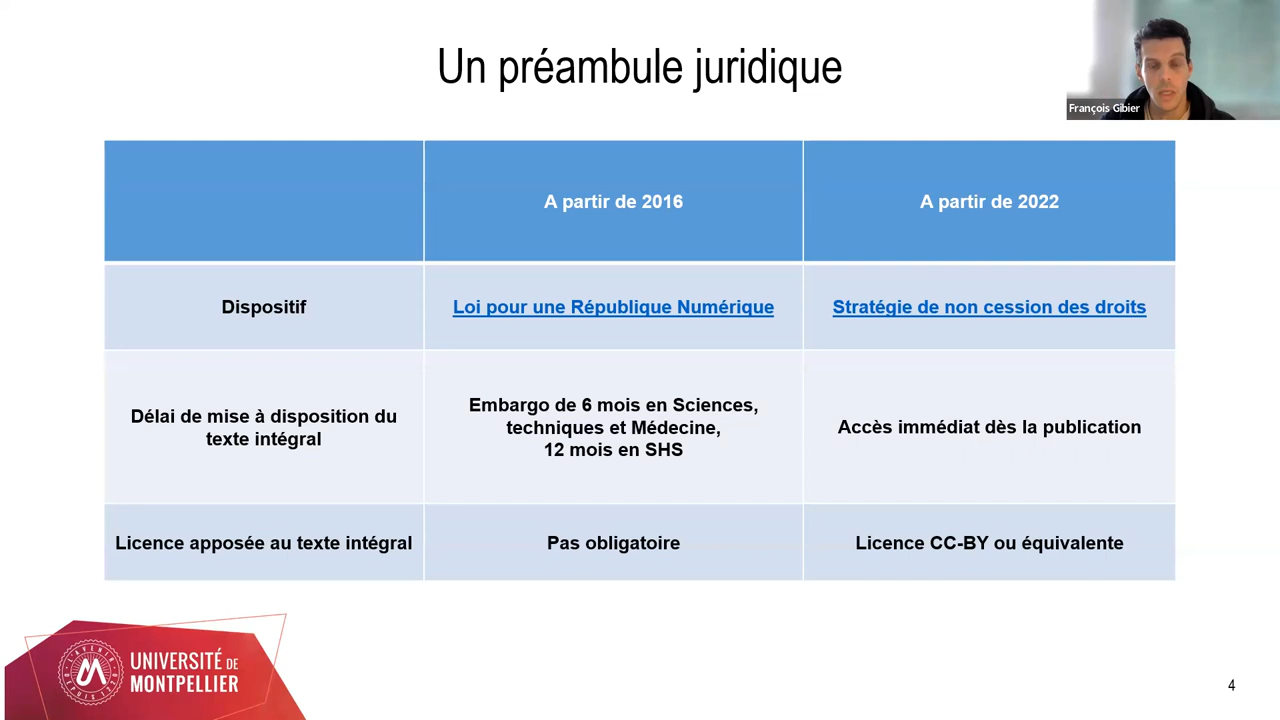 Un préambule juridique
François Gibier
A partir de 2016
A partir de 2022
Dispositif
Loi pour une République Numérique
Stratégie de non cession des droits
Délai de mise à disposition du
texte intégral
Embargo de 6 mois en Sciences,
techniques et Médecine,
12 mois en SHS
Accès immédiat dès la publication
Licence apposée au texte intégral
Pas obligatoire
Licence CC-BY ou équivalente
UNIVERSITÉ DE
MONTPELLIER
4